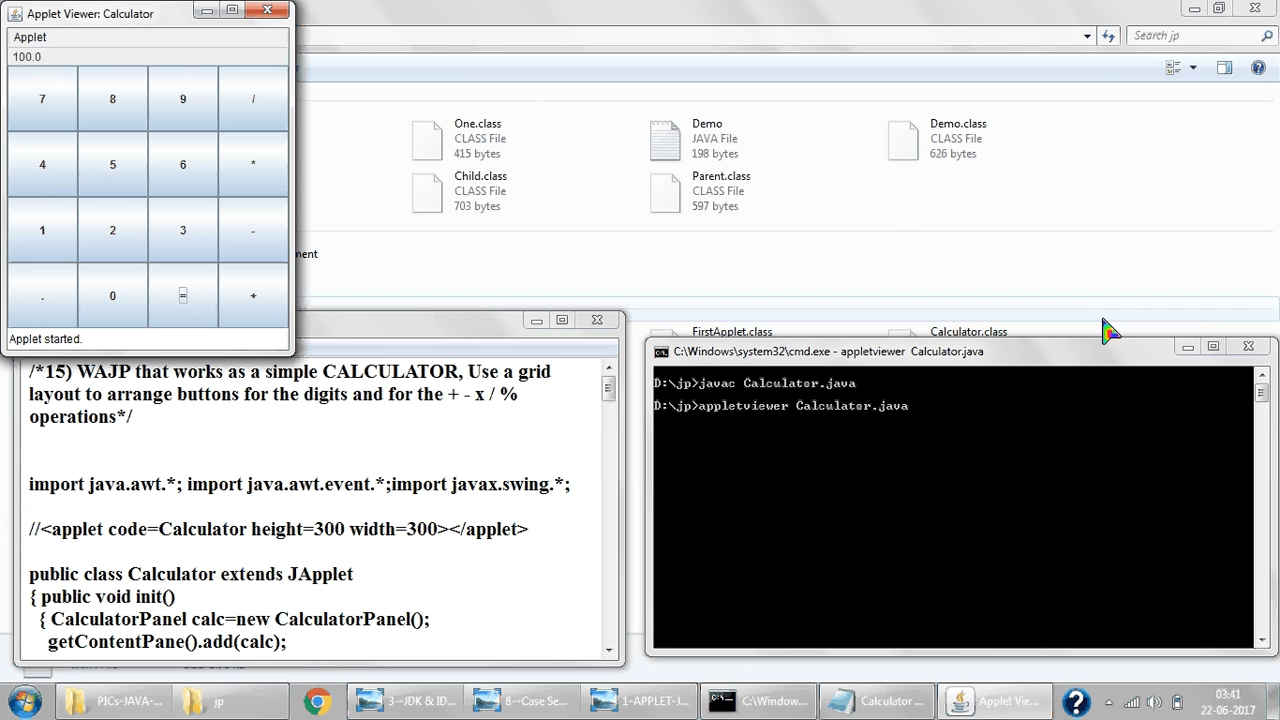 Applet Viewer: Calculator
Applet
100.0
7 8 9 /
4 5 6 *
1 2 3 -
. 0 = +
Applet started.
Search jp
One.class
CLASS File
415 bytes
Demo
JAVA File
198 bytes
Demo.class
CLASS File
626 bytes
Child.class
CLASS File
703 bytes
Parent.class
CLASS File
597 bytes
ment
FirstApplet.class
Calculator.class
/*15) WAJP that works as a simple CALCULATOR, Use a grid
layout to arrange buttons for the digits and for the + - x / %
operations*/
import java.awt.*; import java.awt.event.*;import javax.swing.*;
//<applet code=Calculator height=300 width=300></applet>
public class Calculator extends JApplet
{ public void init()
{ CalculatorPanel calc=new CalculatorPanel();
getContentPane().add(calc);
C:\Windows\system32\cmd.exe - appletviewer Calculator.java
D:\jp>javac Calculator.java
D:\jp>appletviewer Calculator.java
PICs-JAVA-...
jp
3--JDK & ID...
8--Case Se...
1-APPLET-J...
C:\Window...
Calculator ...
Applet Vie...
03:41
22-06-2017